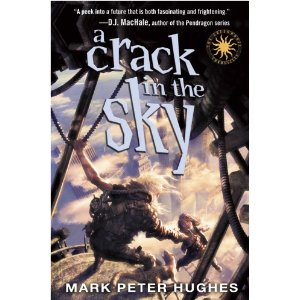 "A peek into a future that is both fascinating and frightening."
—D.J. MacHALE, author of the Pendragon series
a
crack
in the
sky
MARK PETER HUGHES